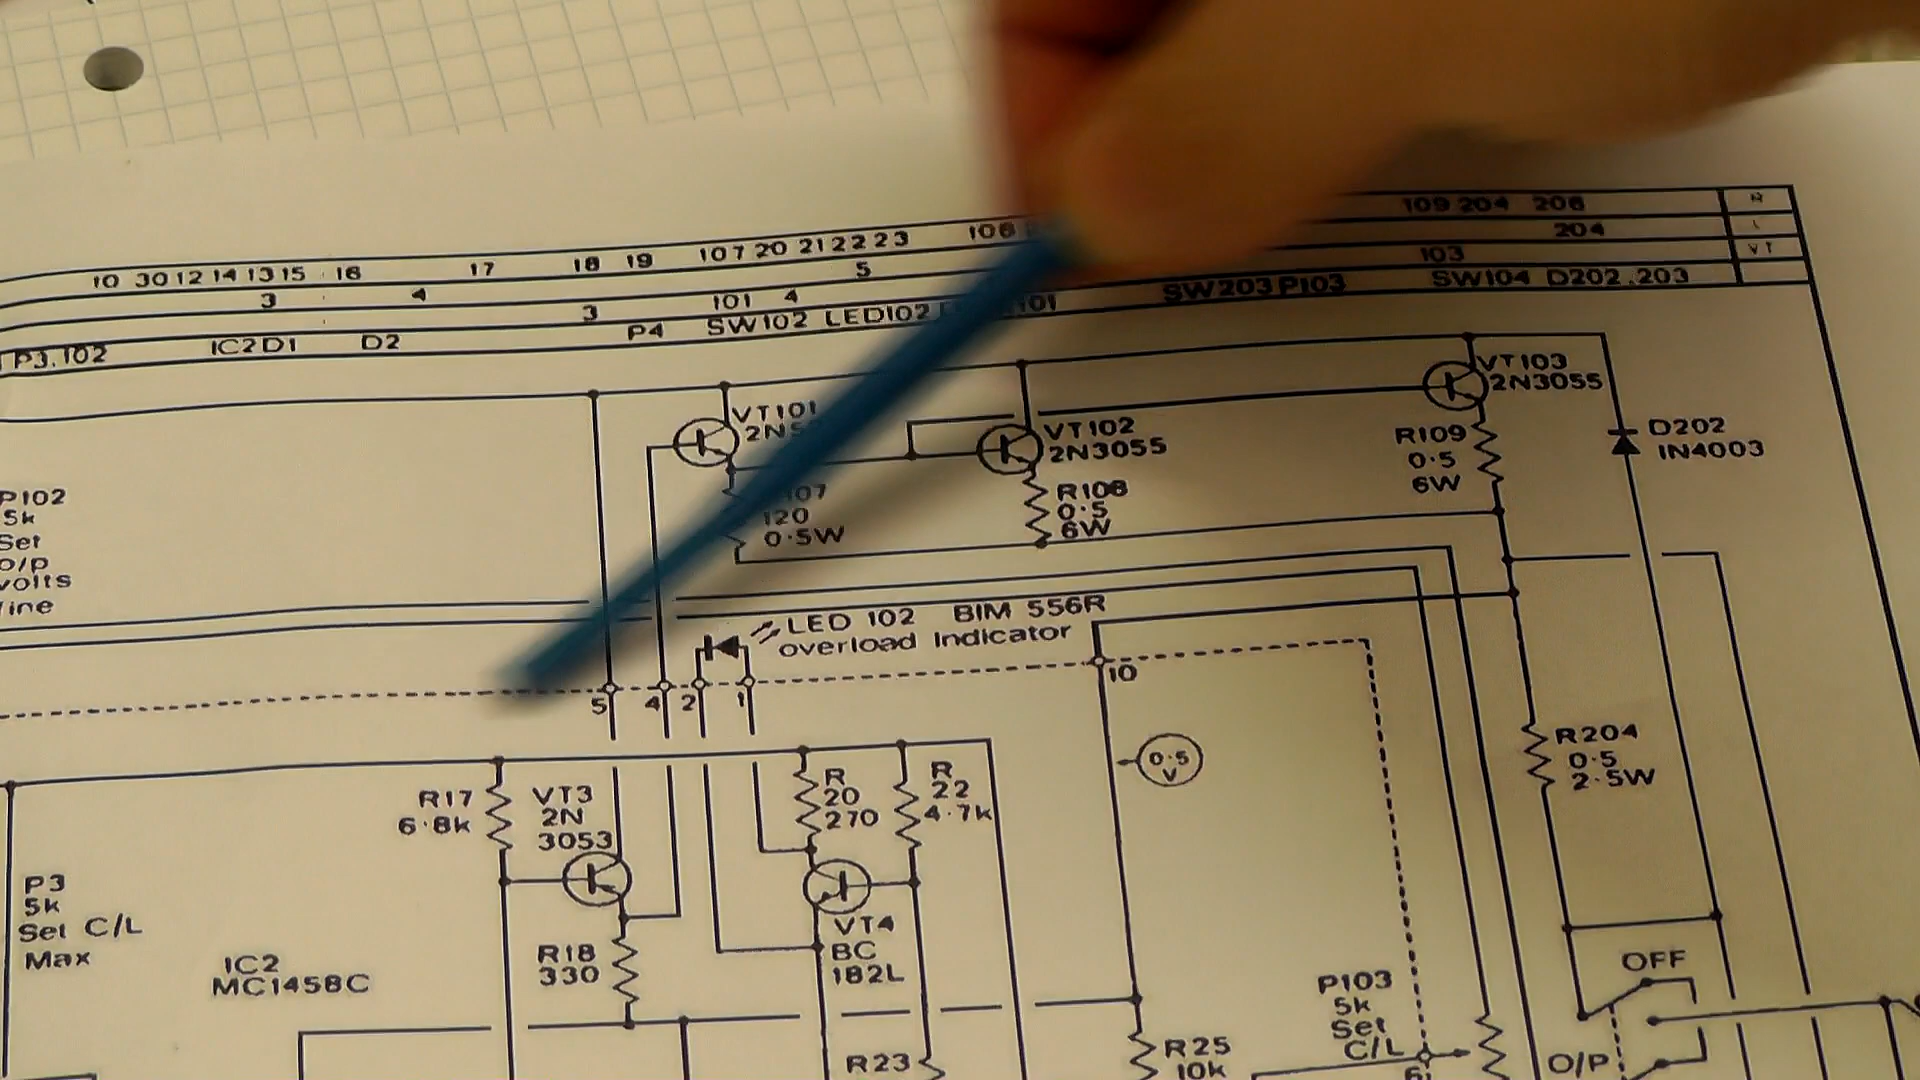 109 204 206
R
10 30 12 14 13 15 16 17 18 19 107 20 21 22 23 108
204
L
3 4 3 101 4 5 103
VT
P3.102 IC2 D1 D2 P4 SW102 LED102 101 SW203 P103 SW104 D202.203
VT101
VT102
2N3055
VT103
2N3055
R109
0·5
6W
D202
IN4003
P102
5k
Set
O/P
volts
fine
120
0·5W
R108
0·5
6W
LED 102 BIM 556R
overload Indicator
5 4 2 1 10
R17
6·8k
VT3
2N
3053
R
20
270
R
22
4·7k
0·5
V
R204
0·5
2·5W
P3
5k
Set C/L
Max
IC2
MC1458C
R18
330
VT4
BC
182L
R23
R25
10k
P103
5k
Set
C/L
6
OFF
O/P